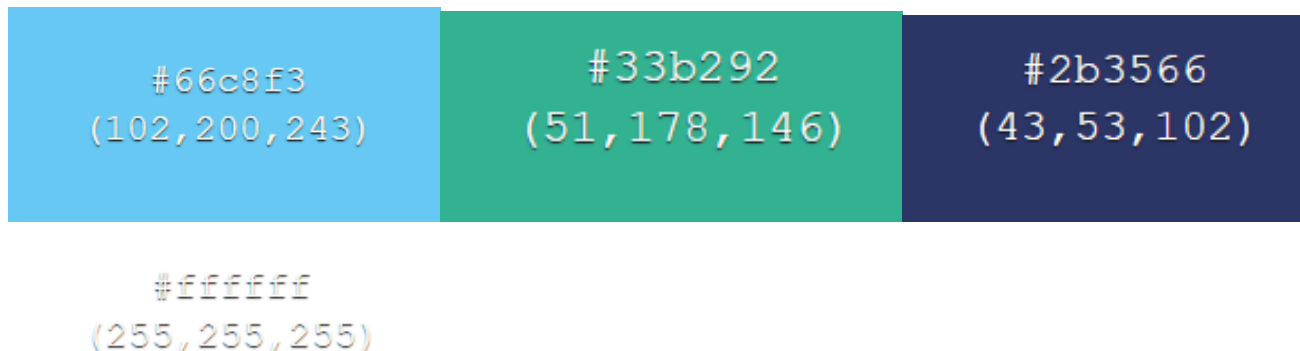 #66c8f3
(102,200,243)
#33b292
(51,178,146)
#2b3566
(43,53,102)
#ffffff
(255,255,255)